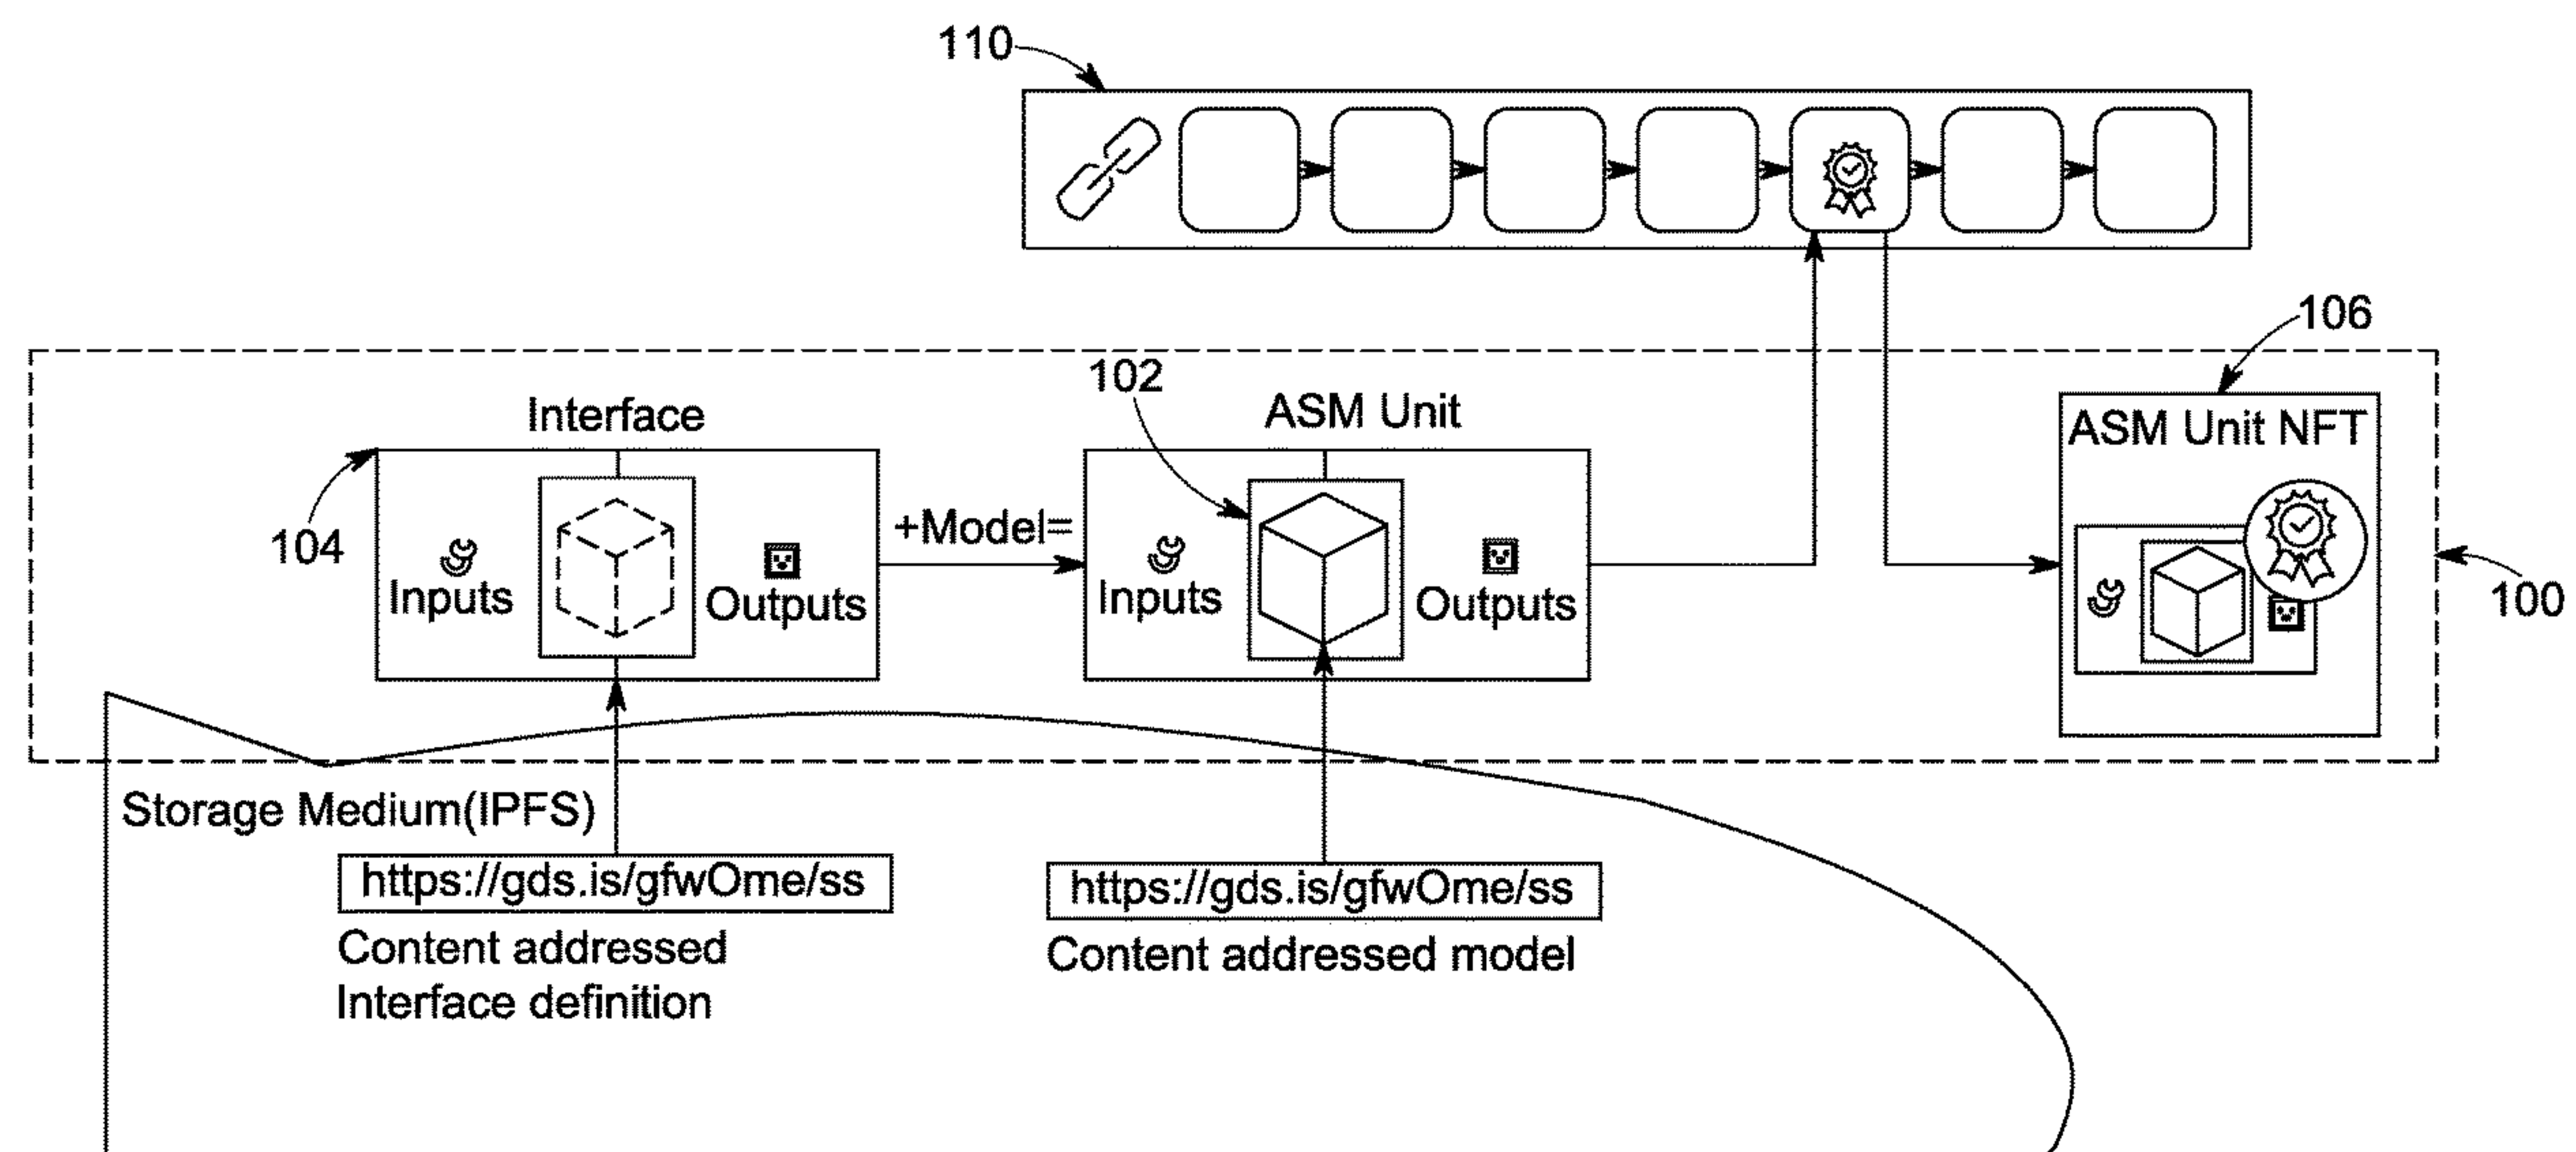 110
106
102
Interface
ASM Unit
ASM Unit NFT
104
+Model=
Inputs
Outputs
Inputs
Outputs
100
Storage Medium(IPFS)
https://gds.is/gfwOme/ss
https://gds.is/gfwOme/ss
Content addressed
Interface definition
Content addressed model